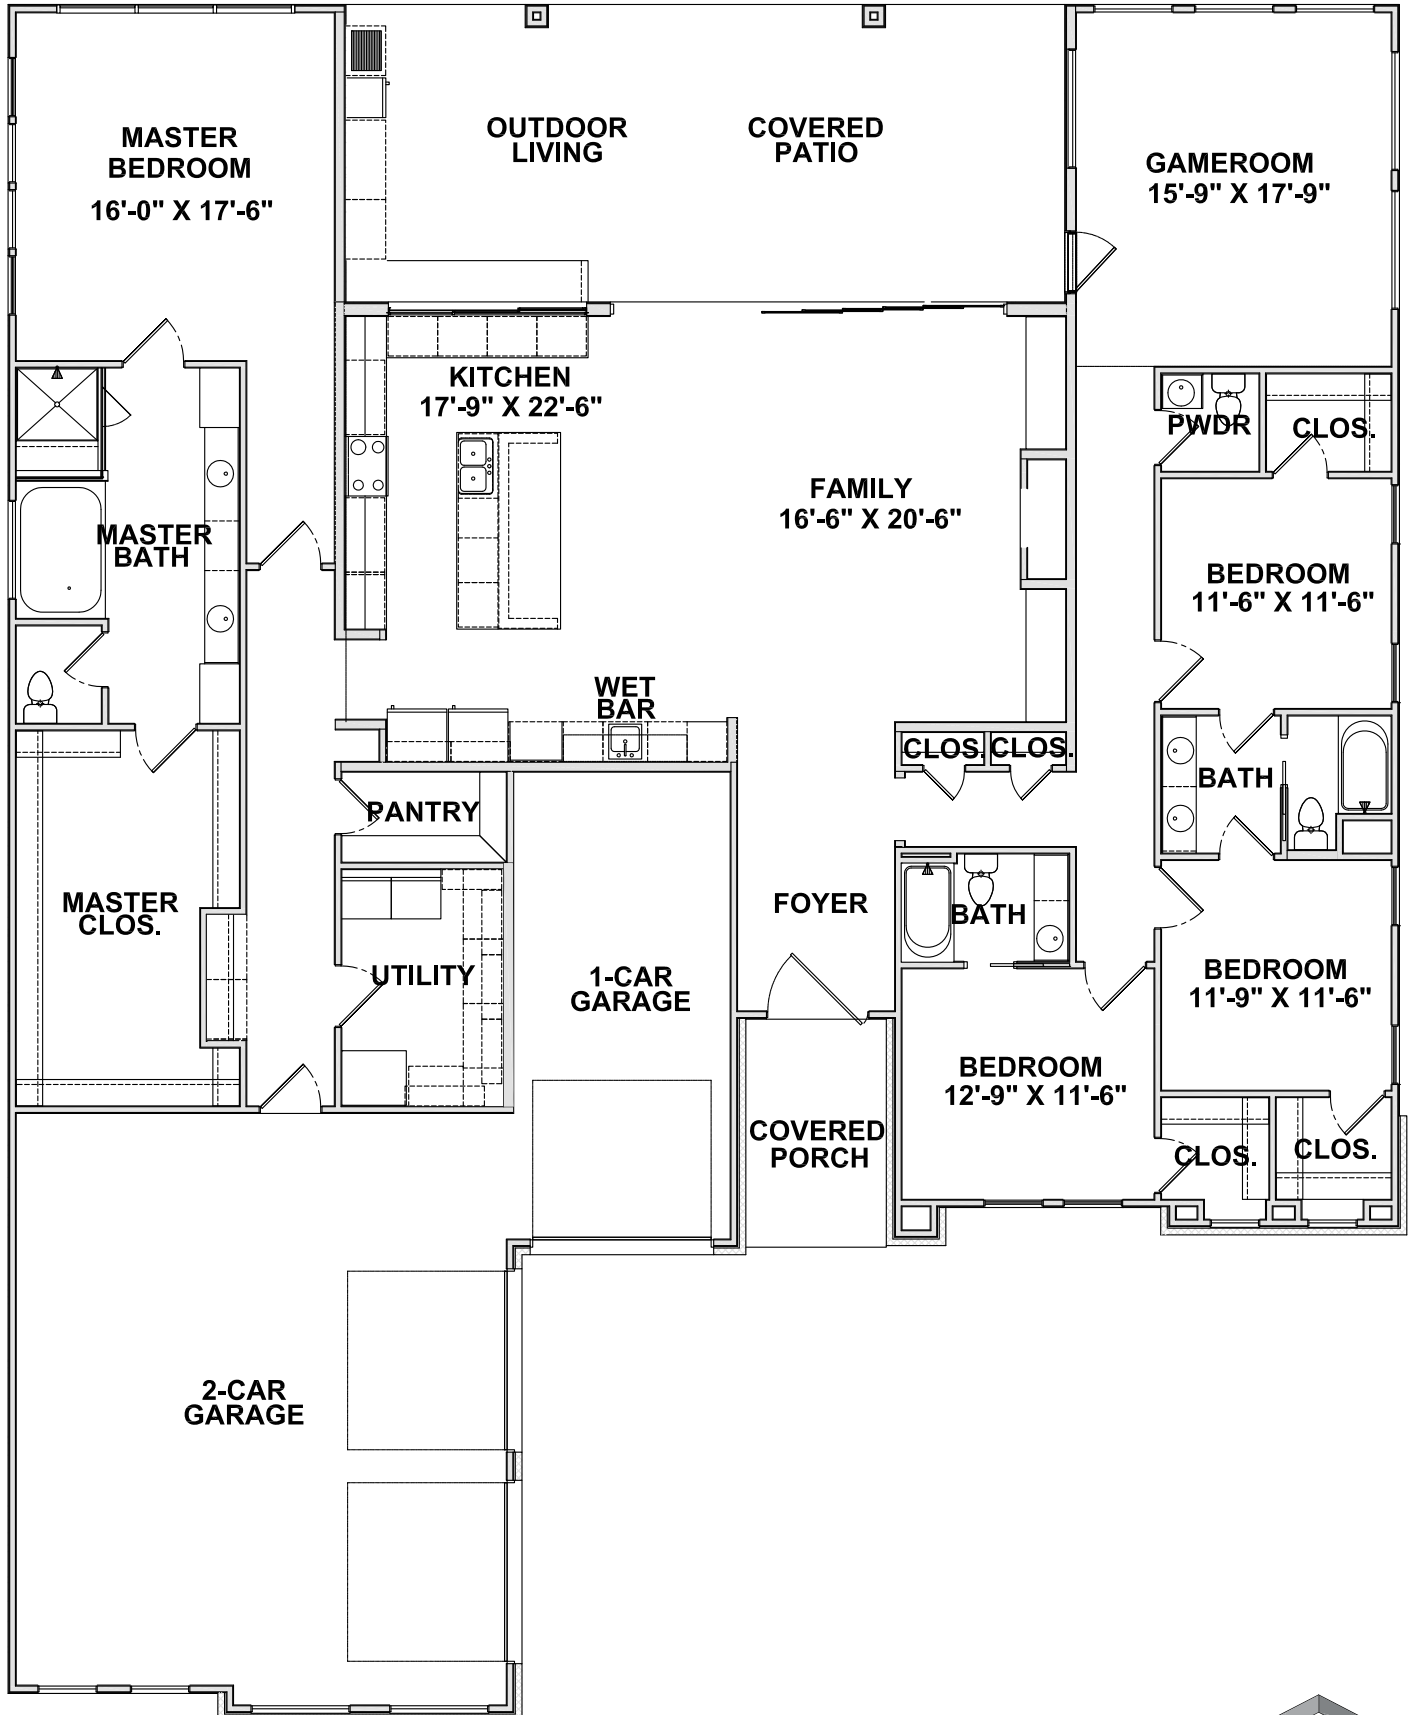 MASTER
BEDROOM
16'-0" X 17'-6"
OUTDOOR
LIVING
COVERED
PATIO
GAMEROOM
15'-9" X 17'-9"
KITCHEN
17'-9" X 22'-6"
PWDR
CLOS.
FAMILY
16'-6" X 20'-6"
MASTER
BATH
BEDROOM
11'-6" X 11'-6"
WET
BAR
CLOS.
CLOS.
BATH
PANTRY
MASTER
CLOS.
FOYER
BATH
UTILITY
1-CAR
GARAGE
BEDROOM
11'-9" X 11'-6"
BEDROOM
12'-9" X 11'-6"
COVERED
PORCH
CLOS.
CLOS.
2-CAR
GARAGE